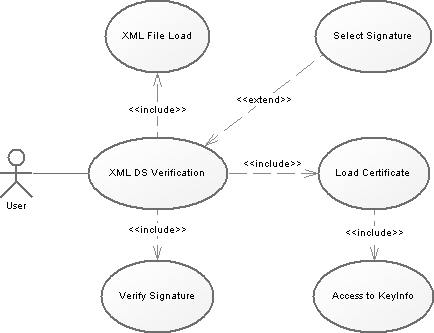 XML File Load
Select Signature
<<include>>
<<extend>>
XML DS Verification
<<include>>
Load Certificate
User
<<include>>
<<include>>
Verify Signature
Access to KeyInfo